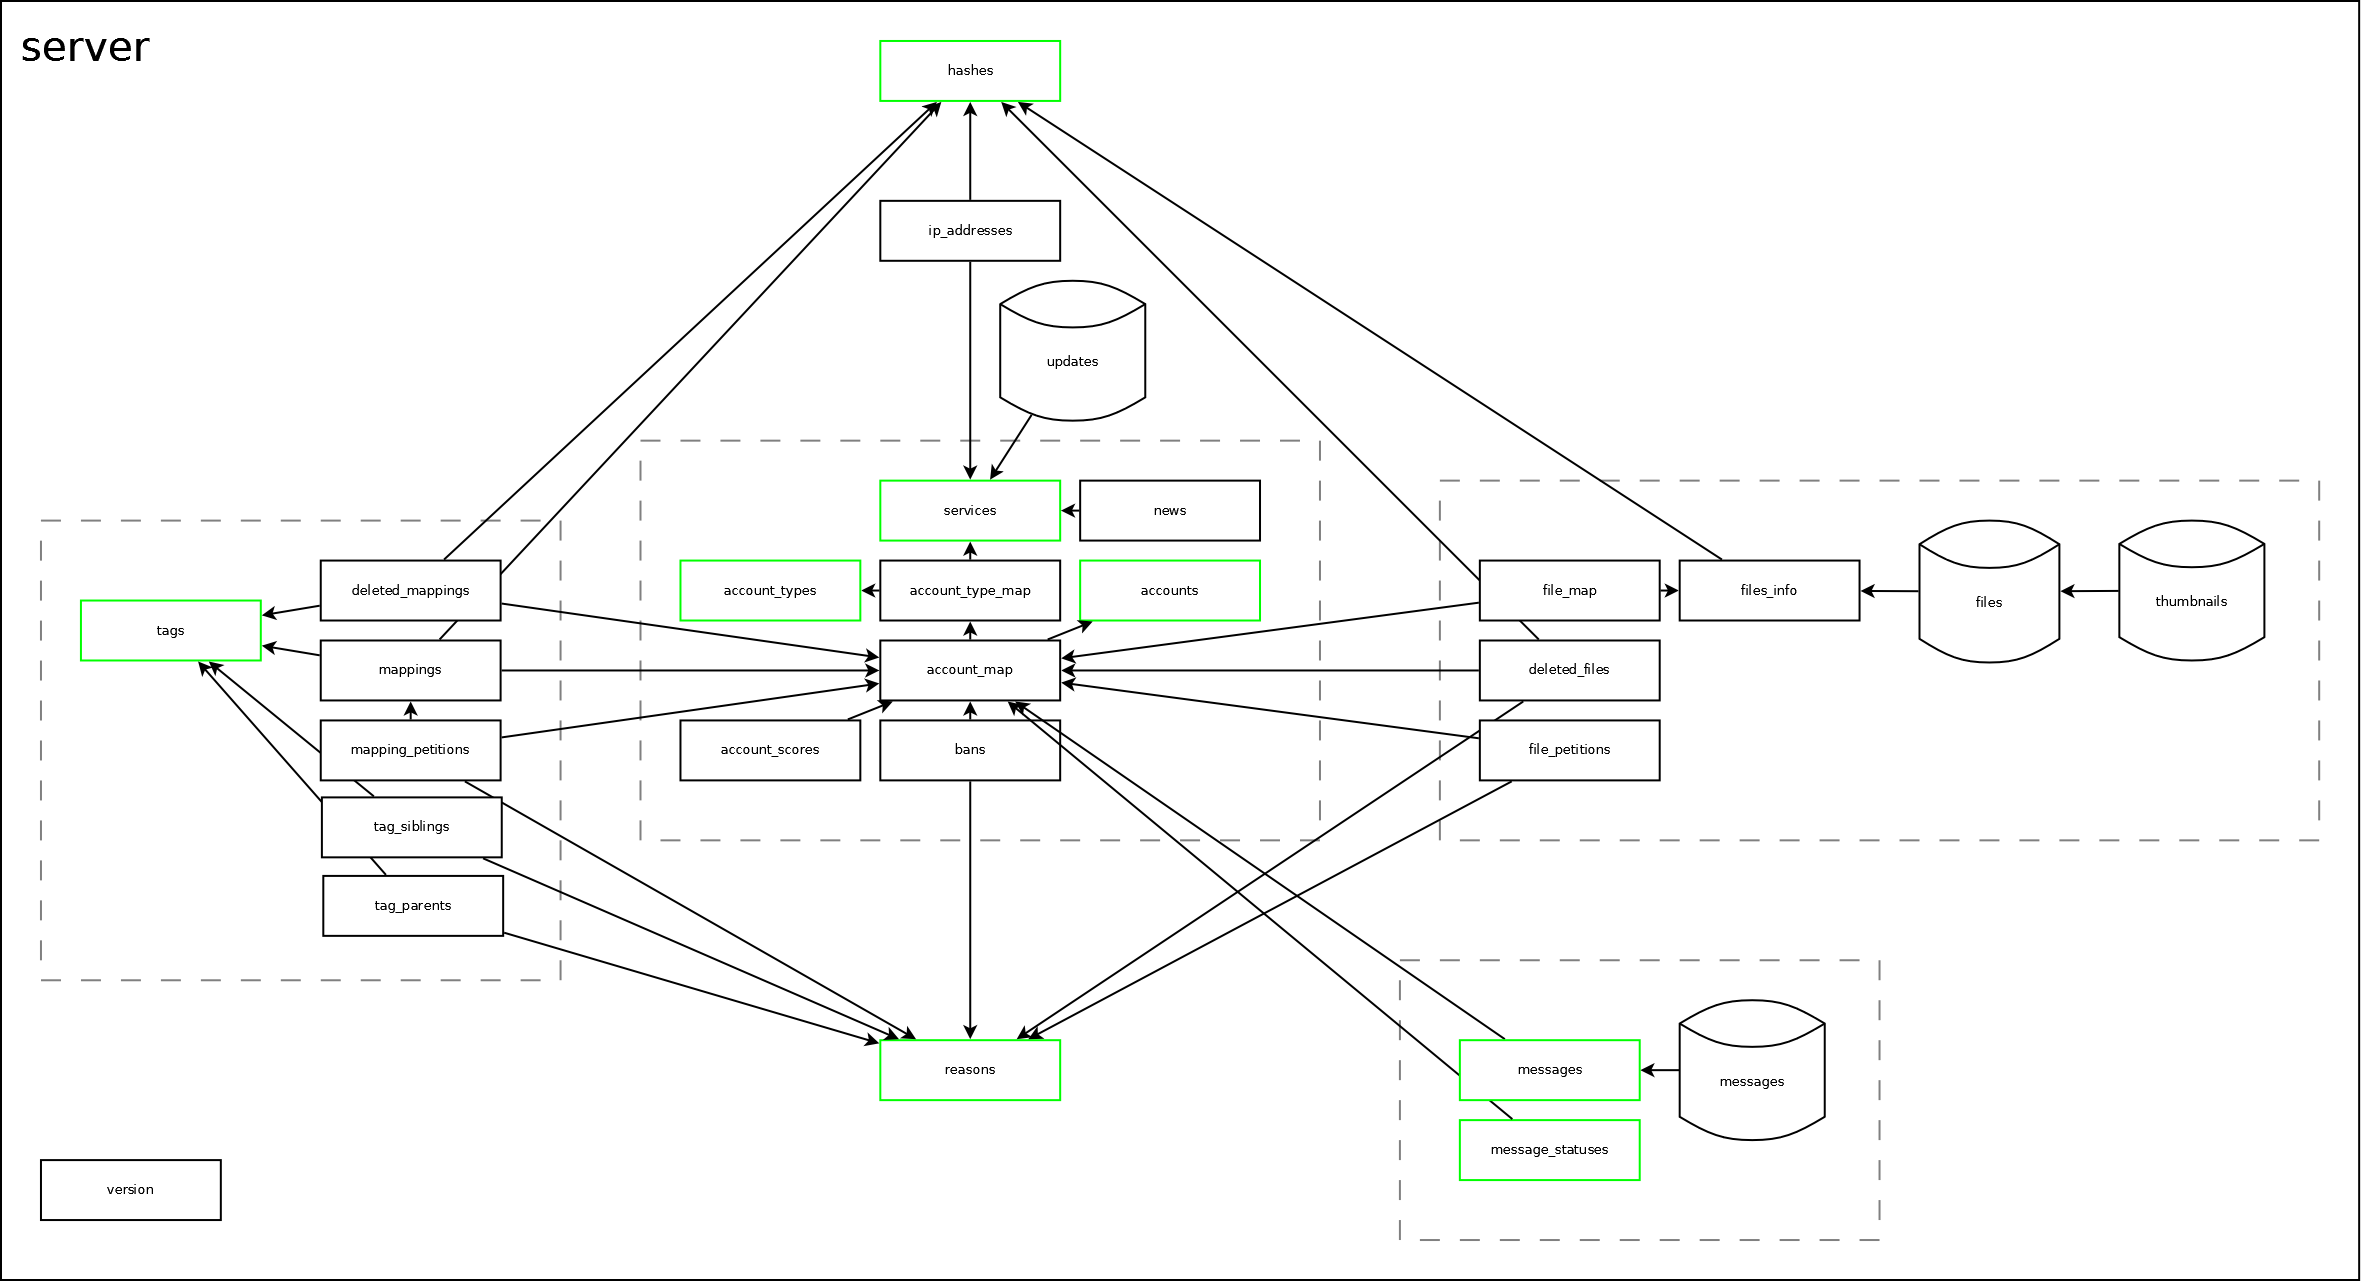 server
hashes
ip_addresses
updates
services
news
account_types
account_type_map
accounts
account_map
account_scores
bans
tags
deleted_mappings
mappings
mapping_petitions
tag_siblings
tag_parents
file_map
files_info
files
thumbnails
deleted_files
file_petitions
reasons
messages
messages
message_statuses
version